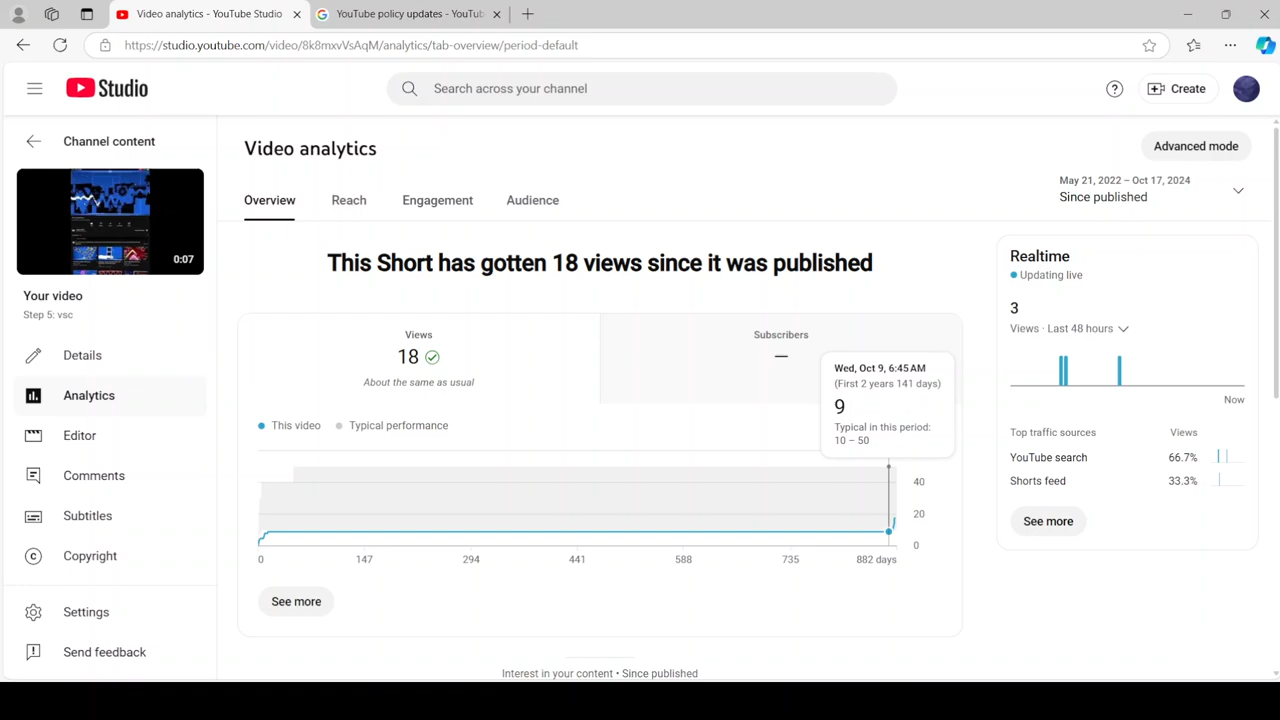 Video analytics - YouTube Studio
YouTube policy updates - YouTub
https://studio.youtube.com/video/8k8mxvVsAqM/analytics/tab-overview/period-default
Studio
Search across your channel
Create
Channel content
0:07
Your video
Step 5: vsc
Details
Analytics
Editor
Comments
Subtitles
Copyright
Settings
Send feedback
Video analytics
Advanced mode
May 21, 2022 – Oct 17, 2024
Since published
Overview
Reach
Engagement
Audience
This Short has gotten 18 views since it was published
Views
18
About the same as usual
Subscribers
—
Wed, Oct 9, 6:45 AM
(First 2 years 141 days)
9
Typical in this period:
10 – 50
This video
Typical performance
40
20
0
0
147
294
441
588
735
882 days
See more
Interest in your content • Since published
Realtime
Updating live
3
Views · Last 48 hours
Now
Top traffic sources
Views
YouTube search
66.7%
Shorts feed
33.3%
See more